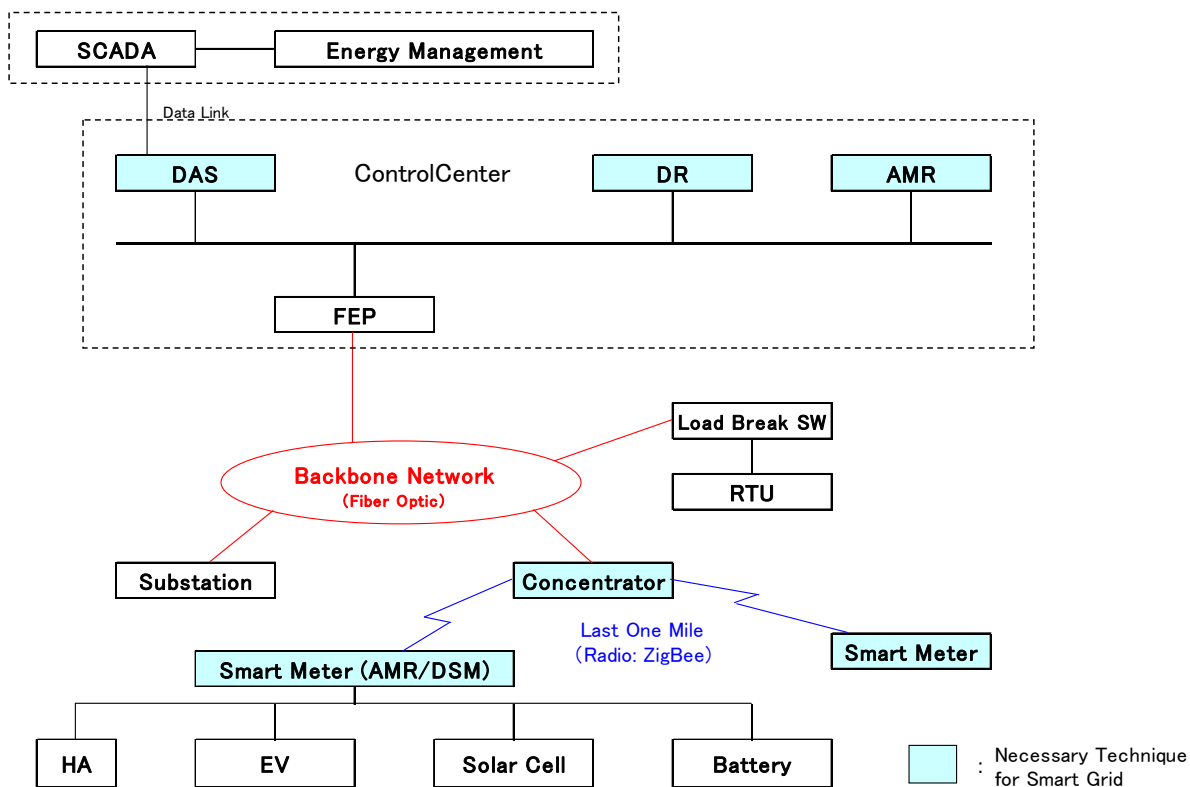 SCADA
Energy Management
Data Link
DAS
ControlCenter
DR
AMR
FEP
Load Break SW
Backbone Network
(Fiber Optic)
RTU
Substation
Concentrator
Last One Mile
（Radio: ZigBee）
Smart Meter
Smart Meter (AMR/DSM)
HA
EV
Solar Cell
Battery
： Necessary Technique
for Smart Grid